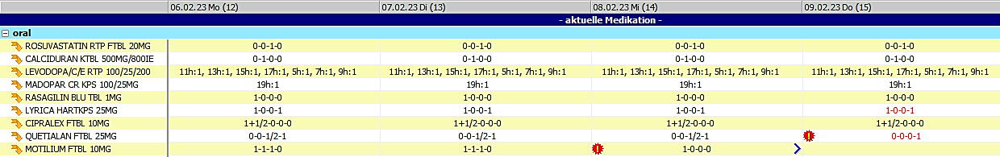 06.02.23 Mo (12) 07.02.23 Di (13) 08.02.23 Mi (14) 09.02.23 Do (15)
- aktuelle Medikation -
oral
ROSUVASTATIN RTP FTBL 20MG 0-0-1-0 0-0-1-0 0-0-1-0 0-0-1-0
CALCIDURAN KTBL 500MG/800IE 0-1-0-0 0-1-0-0 0-1-0-0 0-1-0-0
LEVODOPA/C/E RTP 100/25/200 11h:1, 13h:1, 15h:1, 17h:1, 5h:1, 7h:1, 9h:1 11h:1, 13h:1, 15h:1, 17h:1, 5h:1, 7h:1, 9h:1 11h:1, 13h:1, 15h:1, 17h:1, 5h:1, 7h:1, 9h:1 11h:1, 13h:1, 15h:1, 17h:1, 5h:1, 7h:1, 9h:1
MADOPAR CR KPS 100/25MG 19h:1 19h:1 19h:1 19h:1
RASAGILIN BLU TBL 1MG 1-0-0-0 1-0-0-0 1-0-0-0 1-0-0-0
LYRICA HARTKPS 25MG 1-0-0-1 1-0-0-1 1-0-0-1 1-0-0-1
CIPRALEX FTBL 10MG 1+1/2-0-0-0 1+1/2-0-0-0 1+1/2-0-0-0 1+1/2-0-0-0
QUETIALAN FTBL 25MG 0-0-1/2-1 0-0-1/2-1 0-0-1/2-1 0-0-0-1
MOTILIUM FTBL 10MG 1-1-1-0 1-1-1-0 1-0-0-0